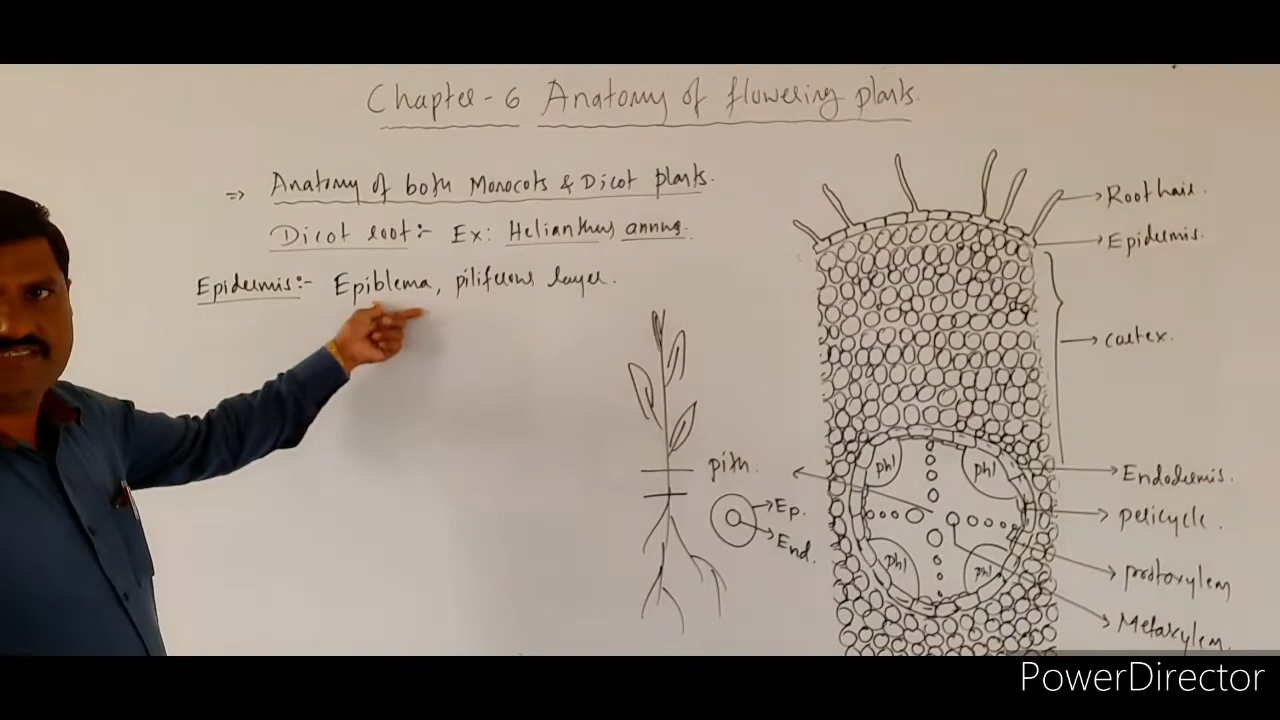 Chapter-6 Anatomy of flowering plants.
=> Anatomy of both Monocots & Dicot plants.
Dicot root:- Ex: Helianthus annus.
Epidermis:- Epiblema, piliferous layer.
Root hair.
Epidermis.
cortex.
phl
phl
pith.
Endodermis.
Ep.
pericycle.
End.
phl
phl
protoxylem
Metaxylem.
PowerDirector